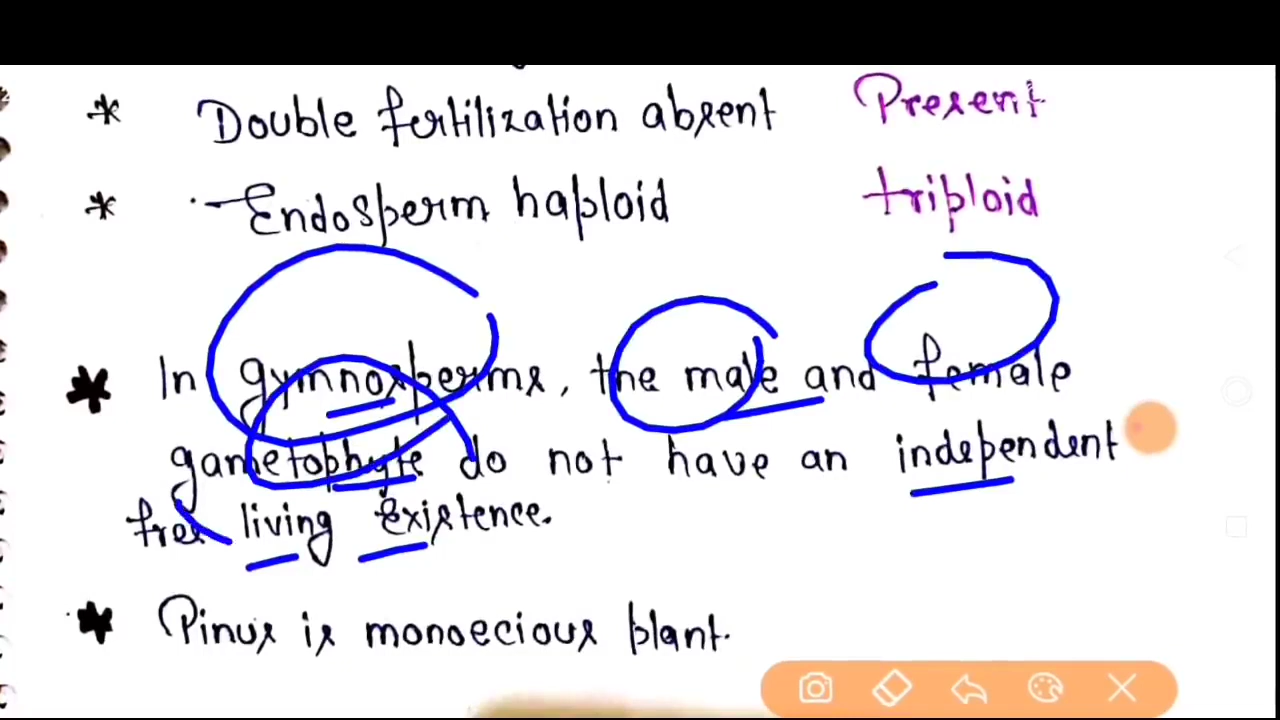 * Double fertilization absent Present
* Endosperm haploid triploid
* In gymnosperms, the male and female
gametophyte do not have an independent
free living existence.
* Pinus is monoecious plant.